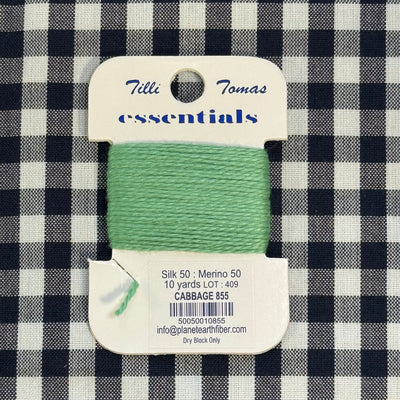 Tilli Tomas
essentials
Silk 50 : Merino 50
10 yards LOT : 409
CABBAGE 855
50050010855
info@planetearthfiber.com
Dry Block Only